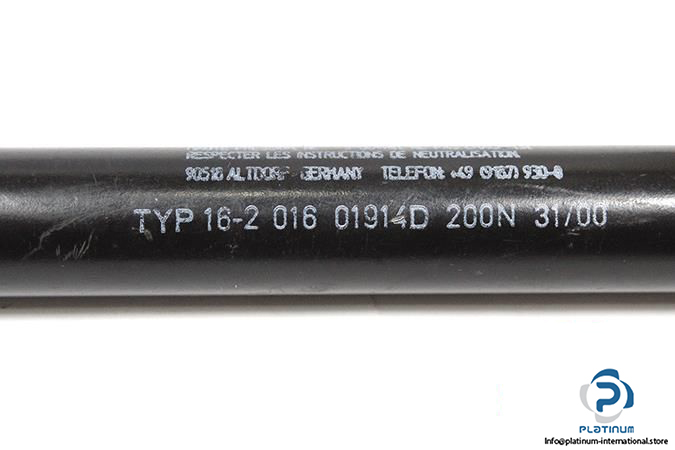 RESPECTER LES INSTRUCTIONS DE NEUTRALISATION.
90518 ALTDORF GERMANY TELEFON: +49 (9187) 930-0
TYP 16-2 016 01914D 200N 31/00
PLATINUM
Info@platinum-international.store